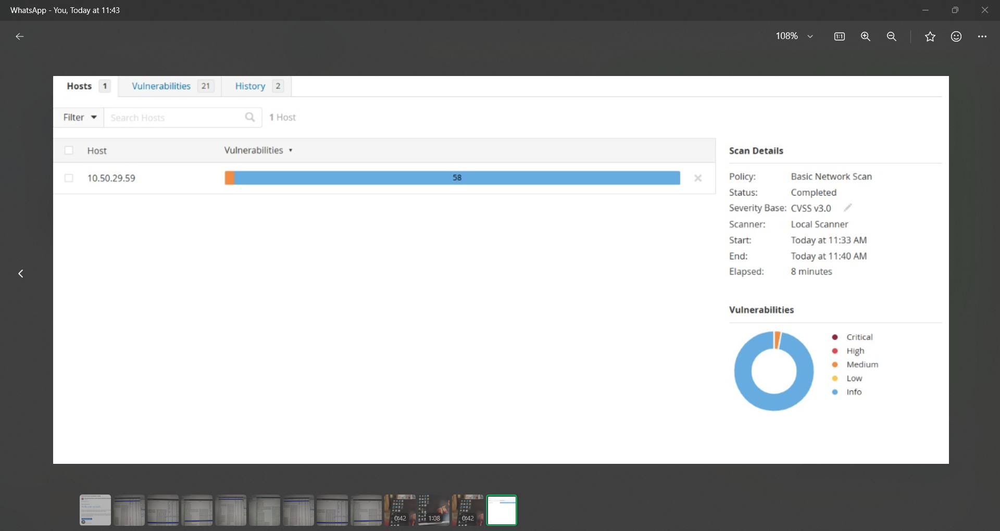 WhatsApp - You, Today at 11:43
108%
1:1
Hosts 1 Vulnerabilities 21 History 2
Filter Search Hosts 1 Host
Host Vulnerabilities
10.50.29.59 58
Scan Details
Policy: Basic Network Scan
Status: Completed
Severity Base: CVSS v3.0
Scanner: Local Scanner
Start: Today at 11:33 AM
End: Today at 11:40 AM
Elapsed: 8 minutes
Vulnerabilities
Critical
High
Medium
Low
Info
0:42 1:08 0:42